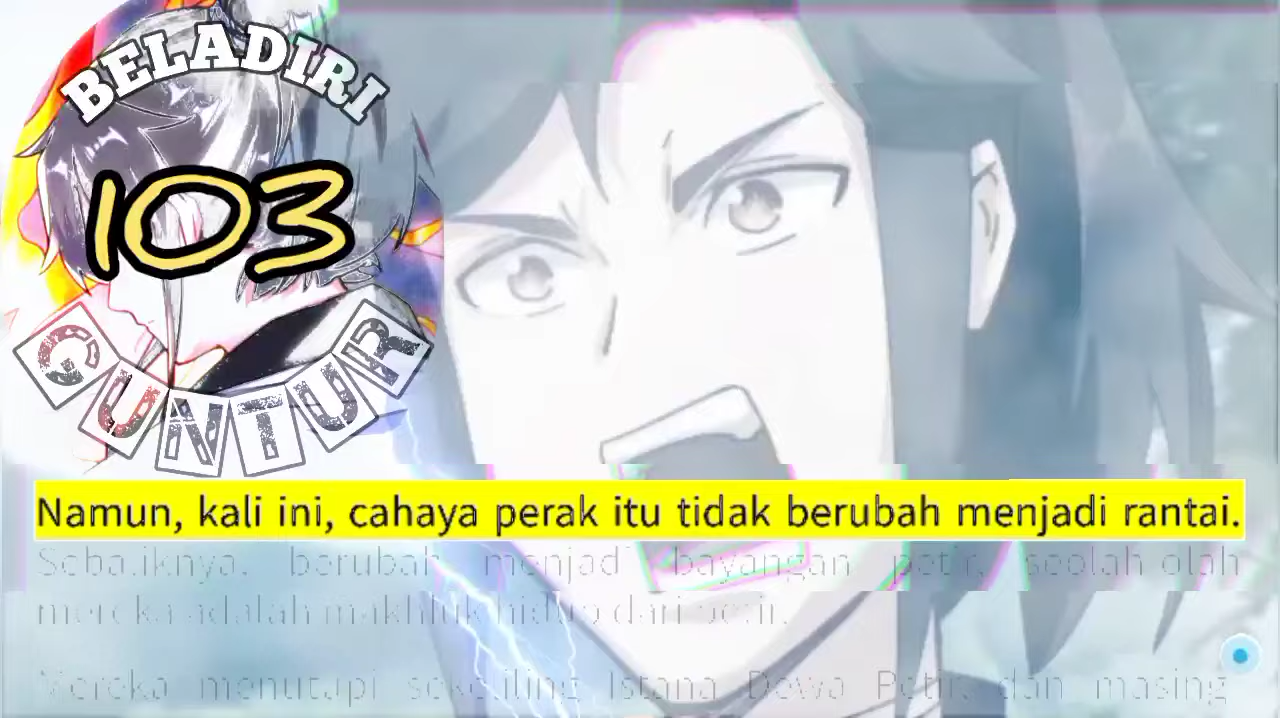 BELADIRI
103
GUNTUR
Namun, kali ini, cahaya perak itu tidak berubah menjadi rantai.
Sebaliknya, berubah menjadi bayangan petir, seolah-olah
mereka adalah makhluk hidup dari petir.
Mereka menutupi sekeliling Istana Dewa Petir, dan masing